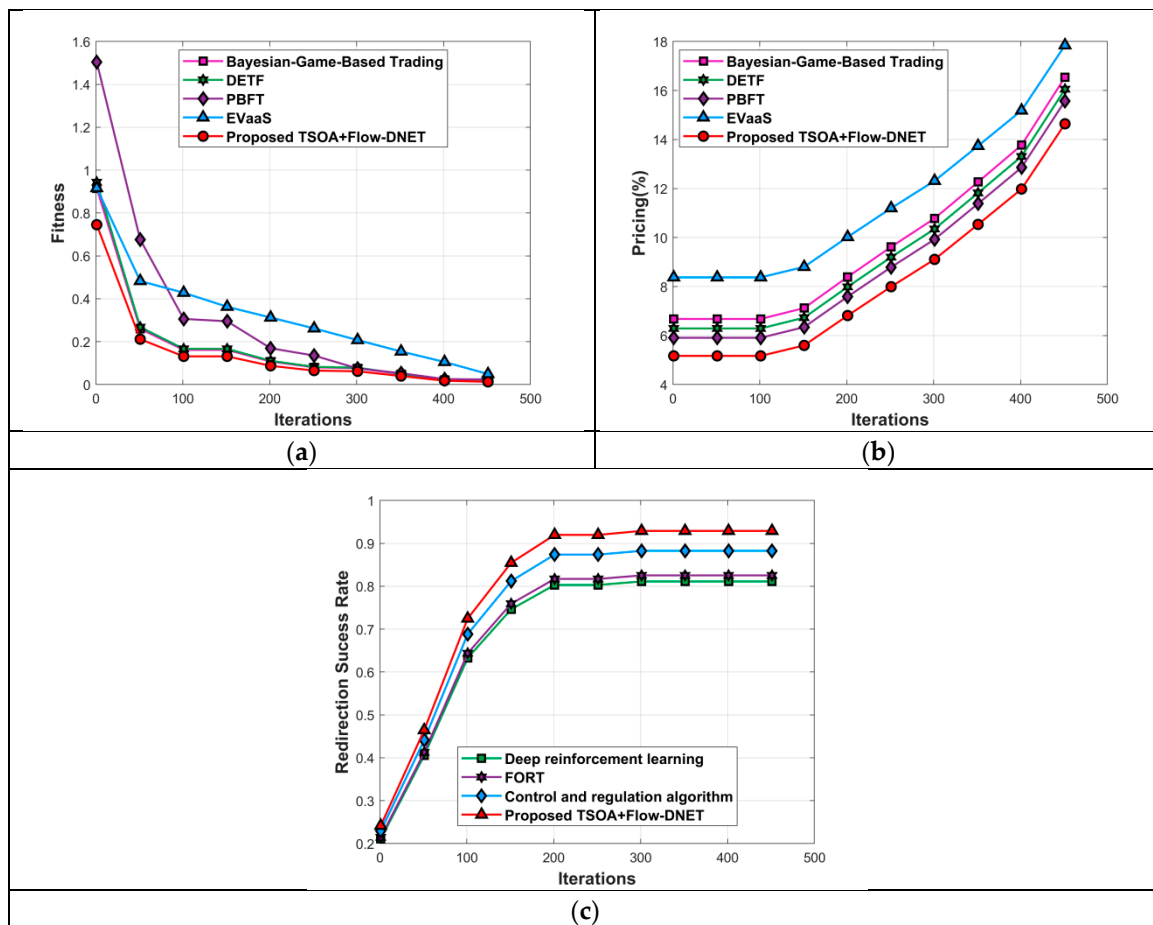 1.6
1.4
1.2
1
0.8
0.6
0.4
0.2
0
Fitness
Bayesian-Game-Based Trading
DETF
PBFT
EVaaS
Proposed TSOA+Flow-DNET
0 100 200 300 400 500
Iterations
(a)
18
16
14
12
10
8
6
4
Pricing(%)
Bayesian-Game-Based Trading
DETF
PBFT
EVaaS
Proposed TSOA+Flow-DNET
0 100 200 300 400 500
Iterations
(b)
1
0.9
0.8
0.7
0.6
0.5
0.4
0.3
0.2
Redirection Sucess Rate
Deep reinforcement learning
FORT
Control and regulation algorithm
Proposed TSOA+Flow-DNET
0 100 200 300 400 500
Iterations
(c)